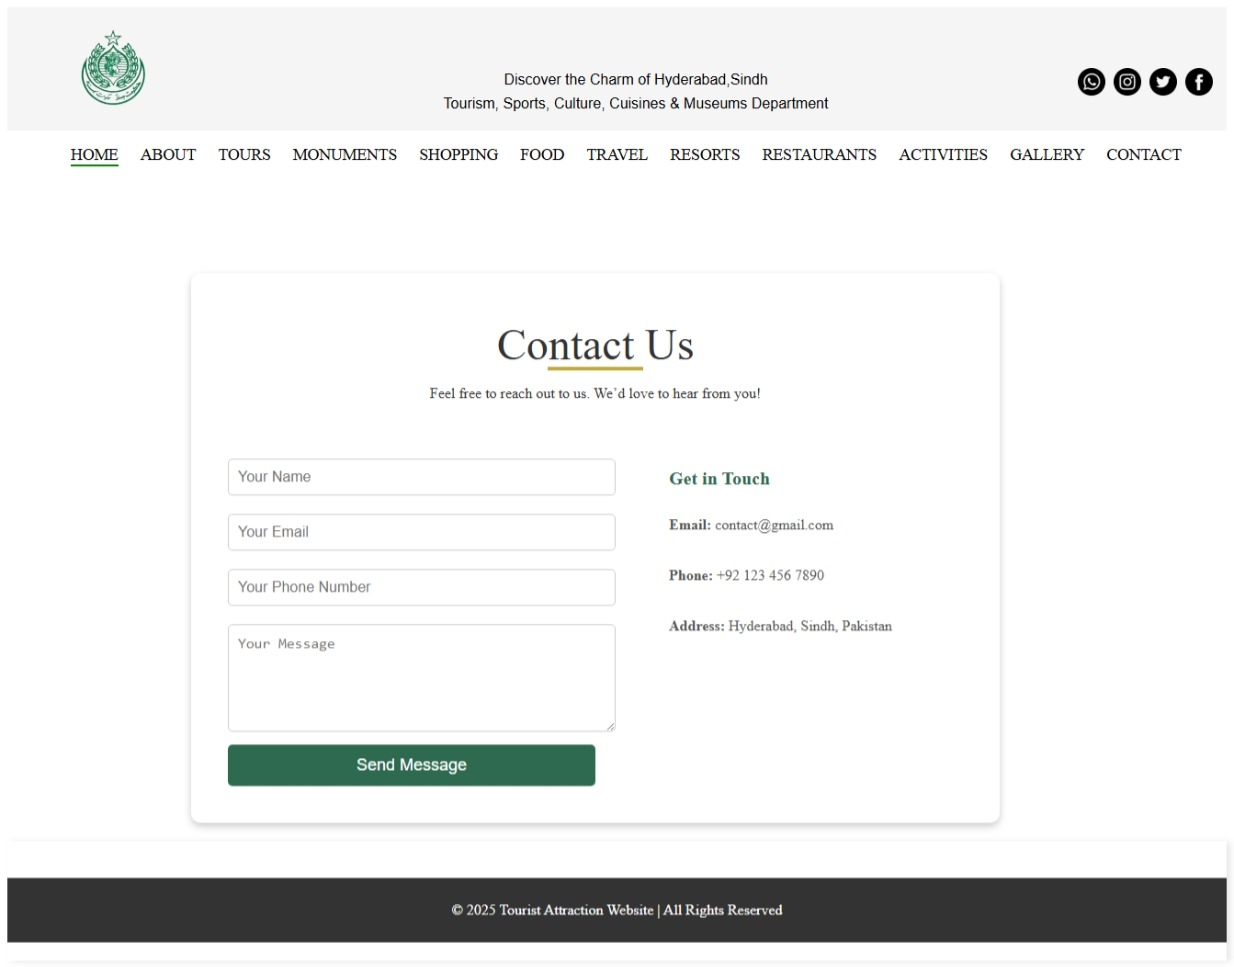 Discover the Charm of Hyderabad,Sindh
Tourism, Sports, Culture, Cuisines & Museums Department
HOME ABOUT TOURS MONUMENTS SHOPPING FOOD TRAVEL RESORTS RESTAURANTS ACTIVITIES GALLERY CONTACT
Contact Us
Feel free to reach out to us. We’d love to hear from you!
Your Name
Your Email
Your Phone Number
Your Message
Send Message
Get in Touch
Email: contact@gmail.com
Phone: +92 123 456 7890
Address: Hyderabad, Sindh, Pakistan
© 2025 Tourist Attraction Website | All Rights Reserved